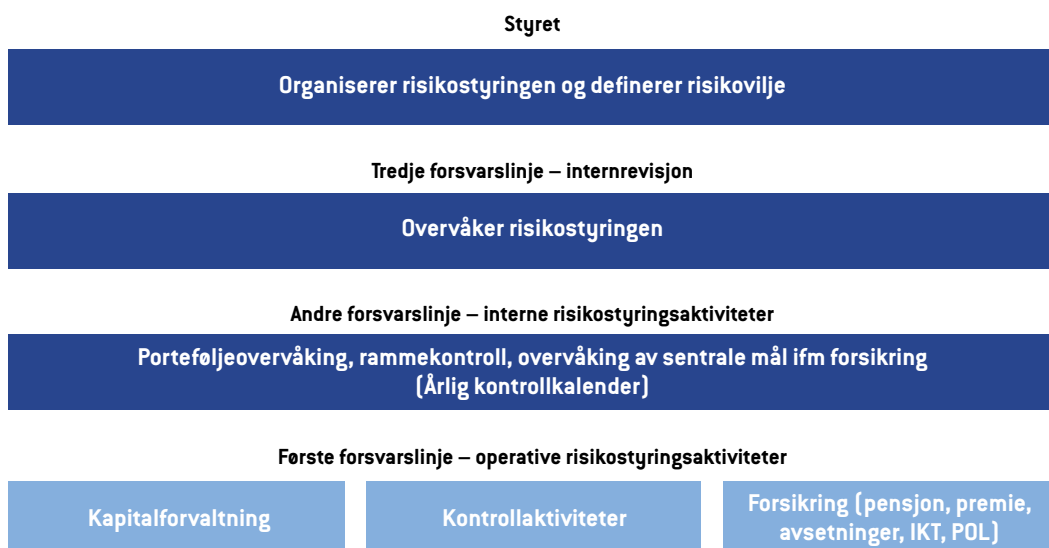 Styret
Organiserer risikostyringen og definerer risikovilje
Tredje forsvarslinje – internrevisjon
Overvåker risikostyringen
Andre forsvarslinje – interne risikostyringsaktiviteter
Porteføljeovervåking, rammekontroll, overvåking av sentrale mål ifm forsikring
(Årlig kontrollkalender)
Første forsvarslinje – operative risikostyringsaktiviteter
Kapitalforvaltning
Kontrollaktiviteter
Forsikring (pensjon, premie,
avsetninger, IKT, POL)